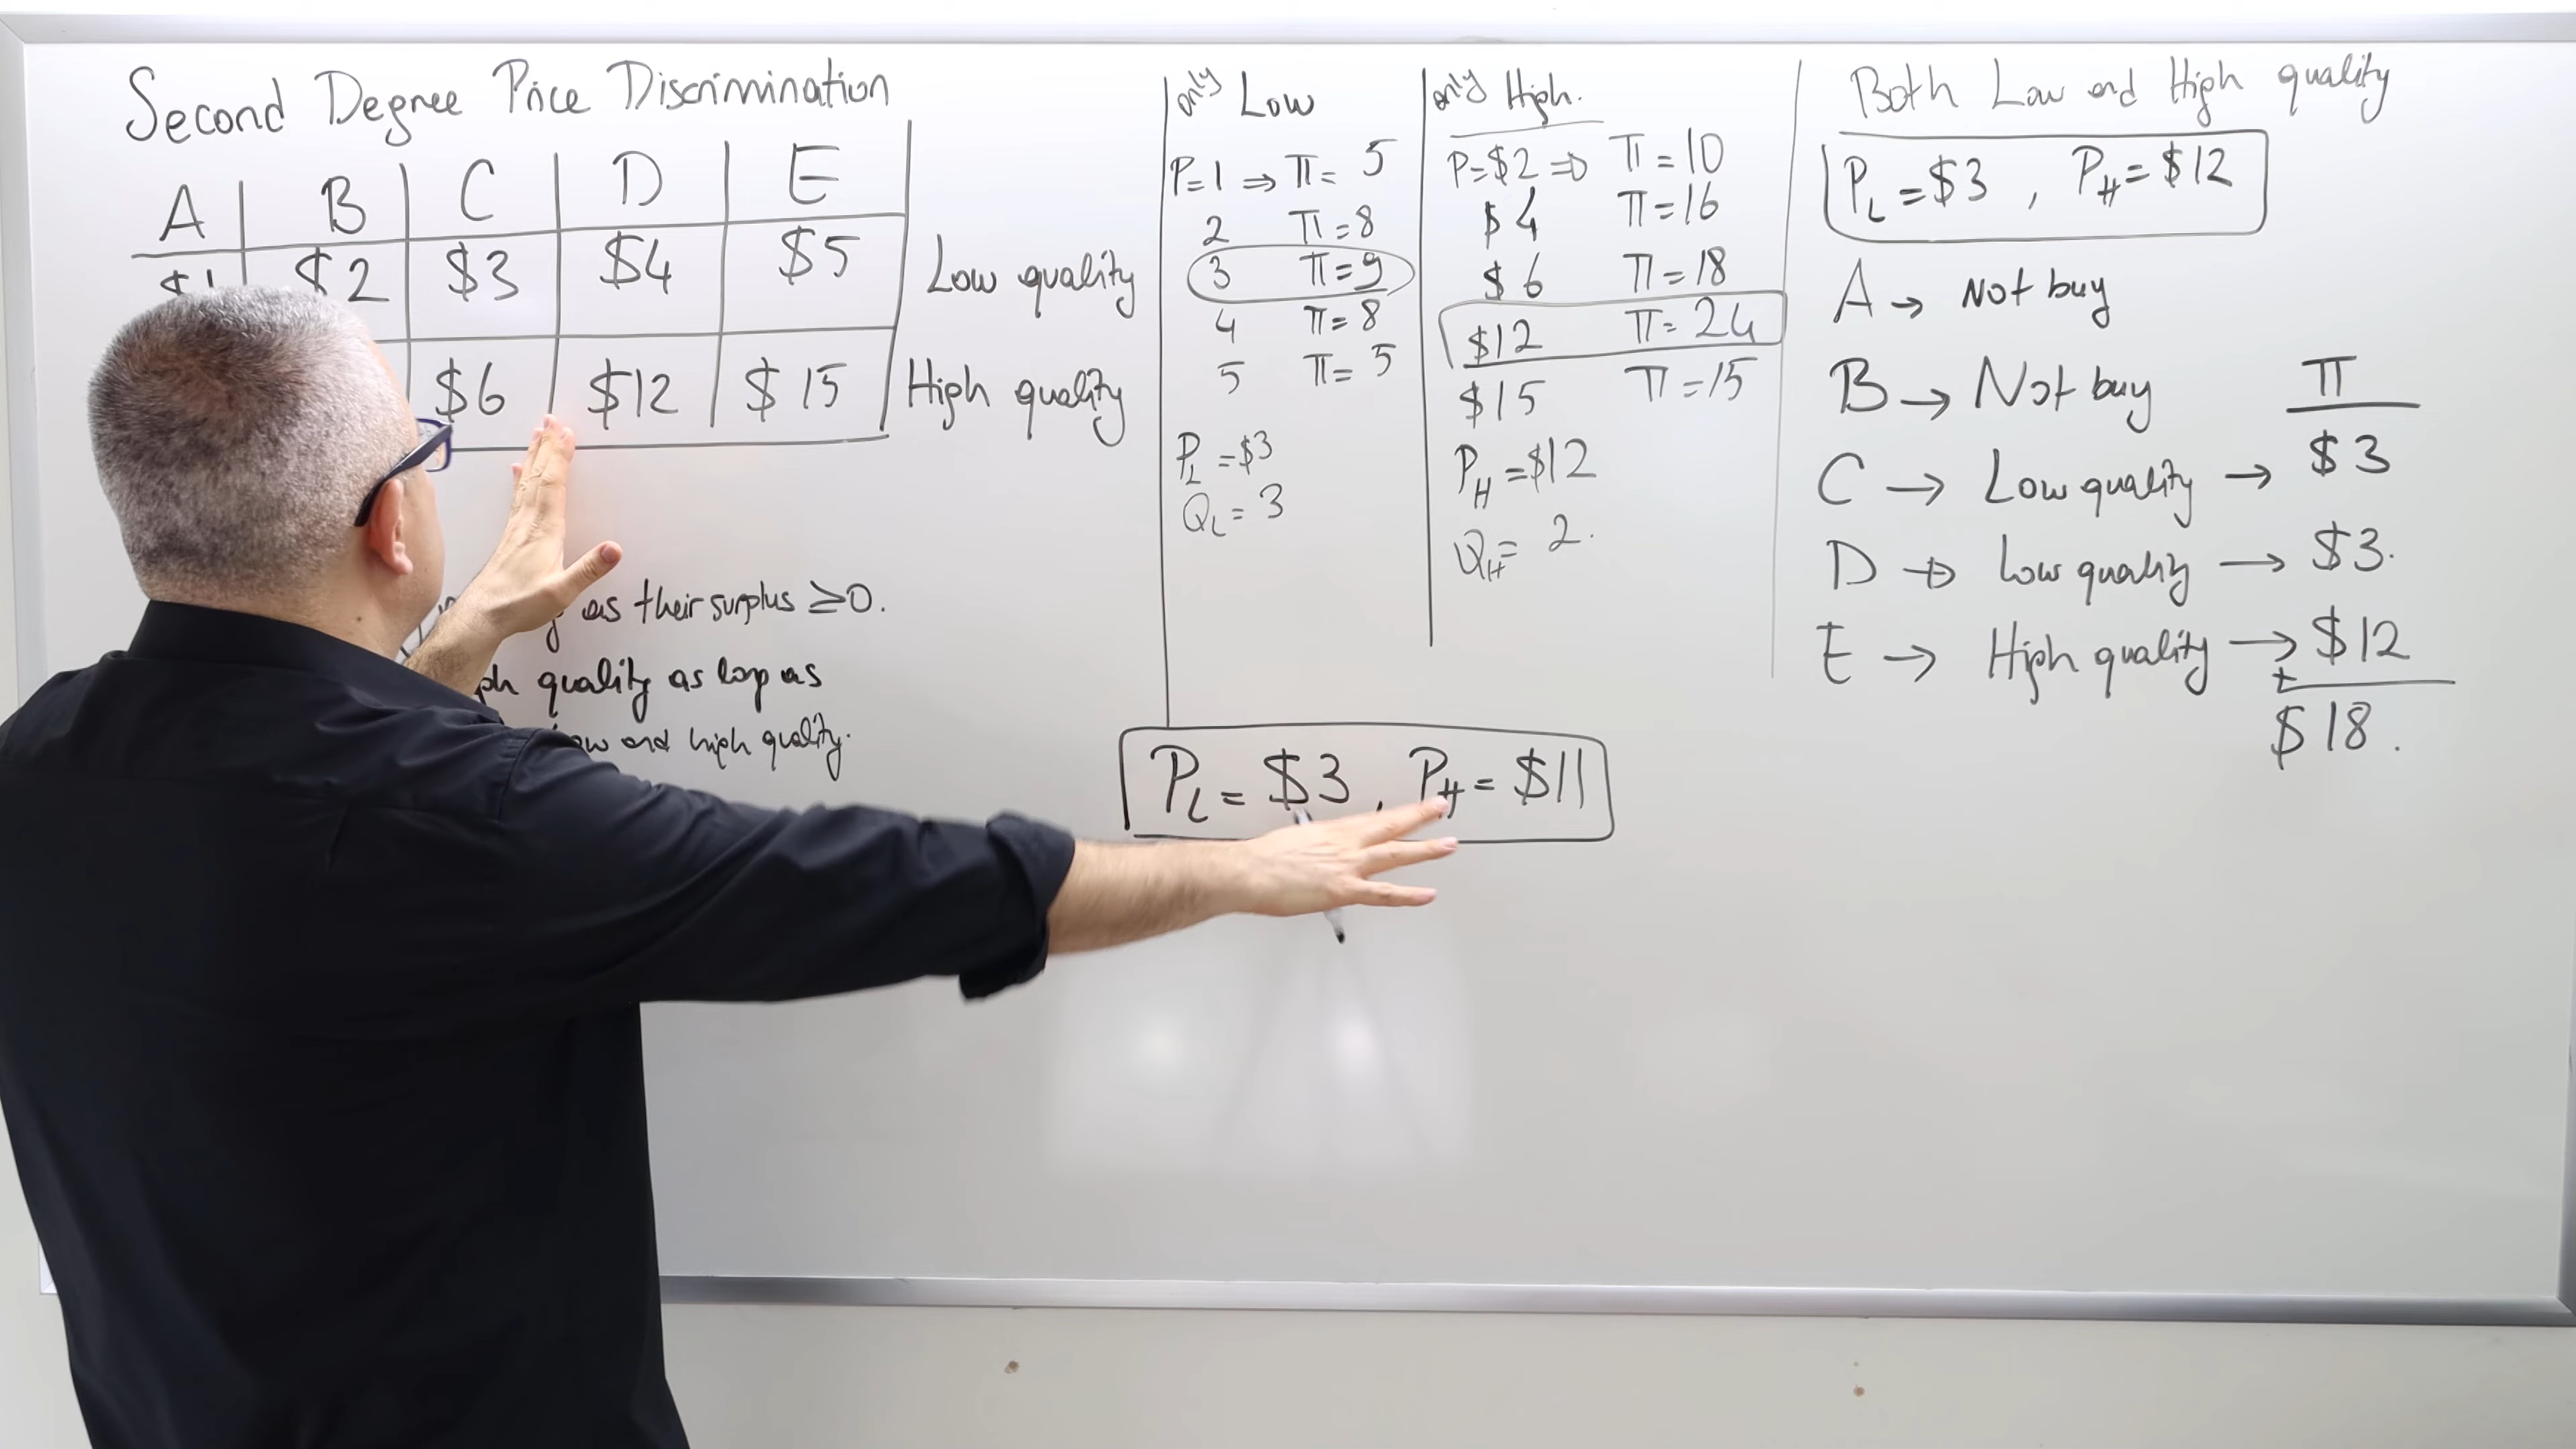 Second Degree Price Discrimination
A B C D E
$1 $2 $3 $4 $5 Low quality
$6 $12 $15 High quality
as their surplus ≥0.
quality as long as
low and high quality.
only Low
P=1 ⇒ π= 5
2 π=8
3 π=9
4 π=8
5 π= 5
PL =$3
QL= 3
only High.
P=$2 ⇒ π=10
$4 π=16
$6 π=18
$12 π= 24
$15 π=15
PH =$12
QH= 2.
PL = $3, PH = $11
Both Low and High quality
PL =$3 , PH=$12
A → Not buy
B → Not buy
π
C → Low quality → $3
D → Low quality → $3.
E → High quality → $12
+
$18.